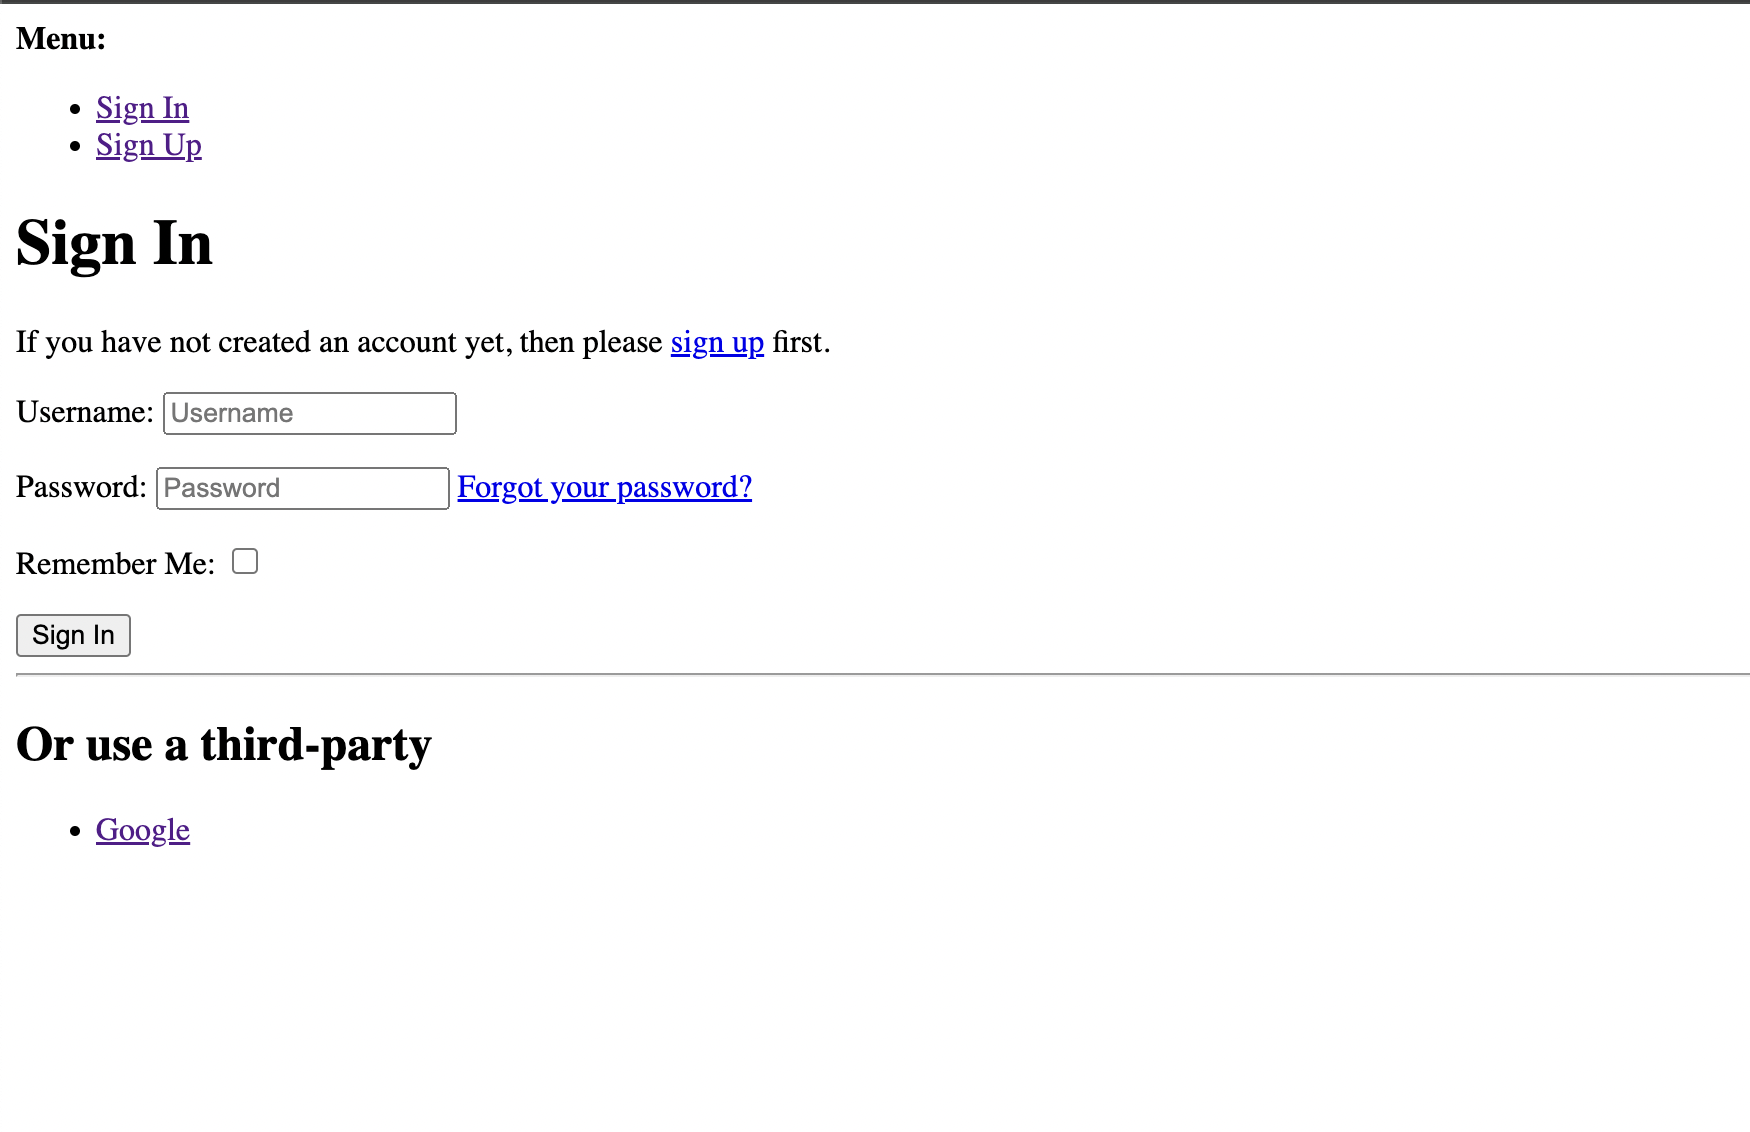 Menu:
Sign In
Sign Up
Sign In
If you have not created an account yet, then please sign up first.
Username: Username
Password: Password Forgot your password?
Remember Me:
Sign In
Or use a third-party
Google